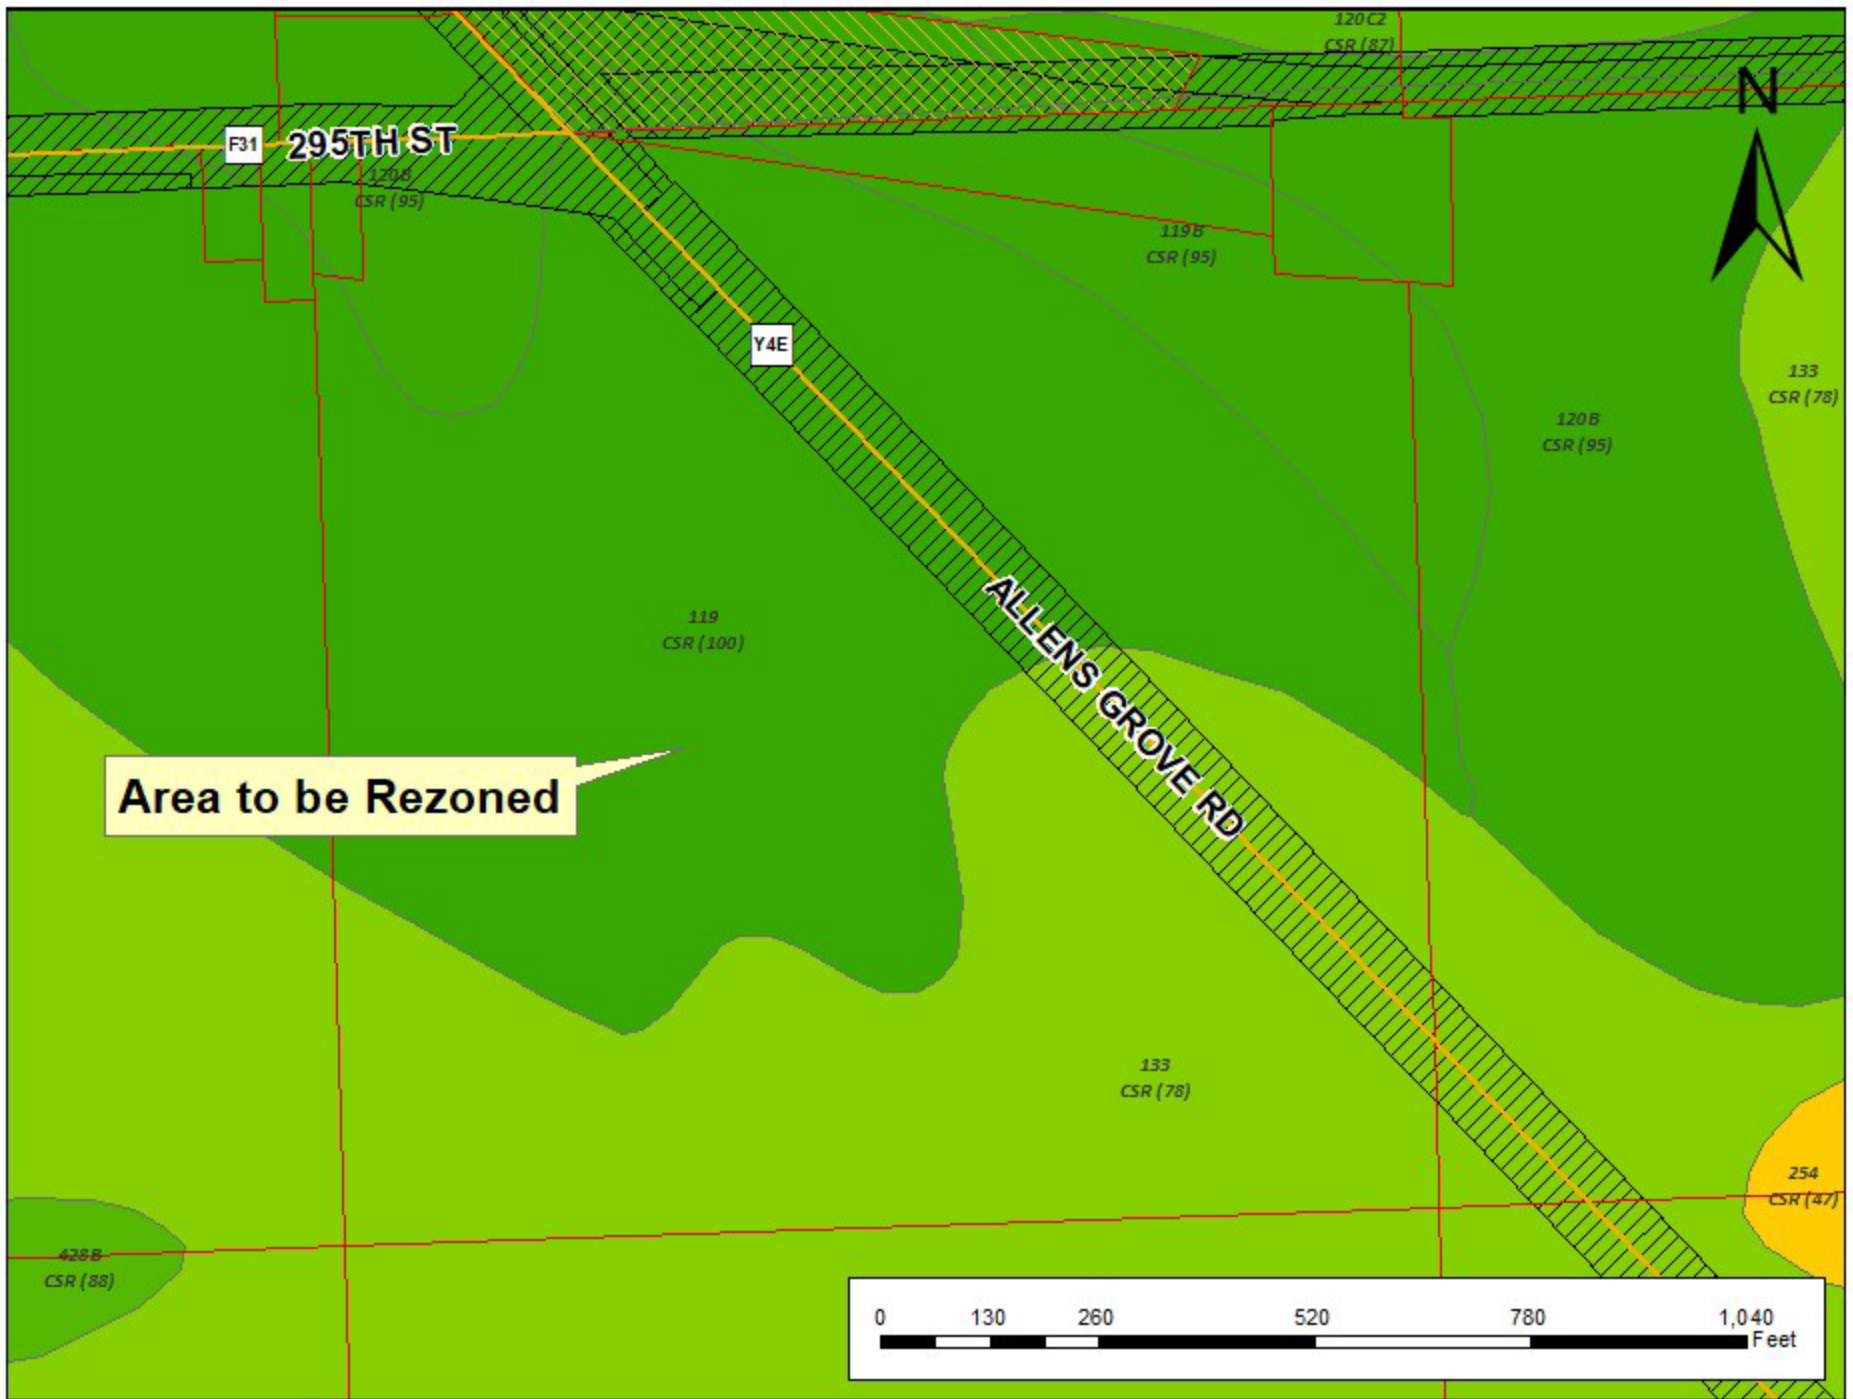 120C2
CSR (87)
N
F31
295TH ST
120B
CSR (95)
119B
CSR (95)
Y4E
133
CSR (78)
120B
CSR (95)
119
CSR (100)
ALLENS GROVE RD
Area to be Rezoned
133
CSR (78)
254
CSR (47)
428B
CSR (88)
0 130 260 520 780 1,040
Feet